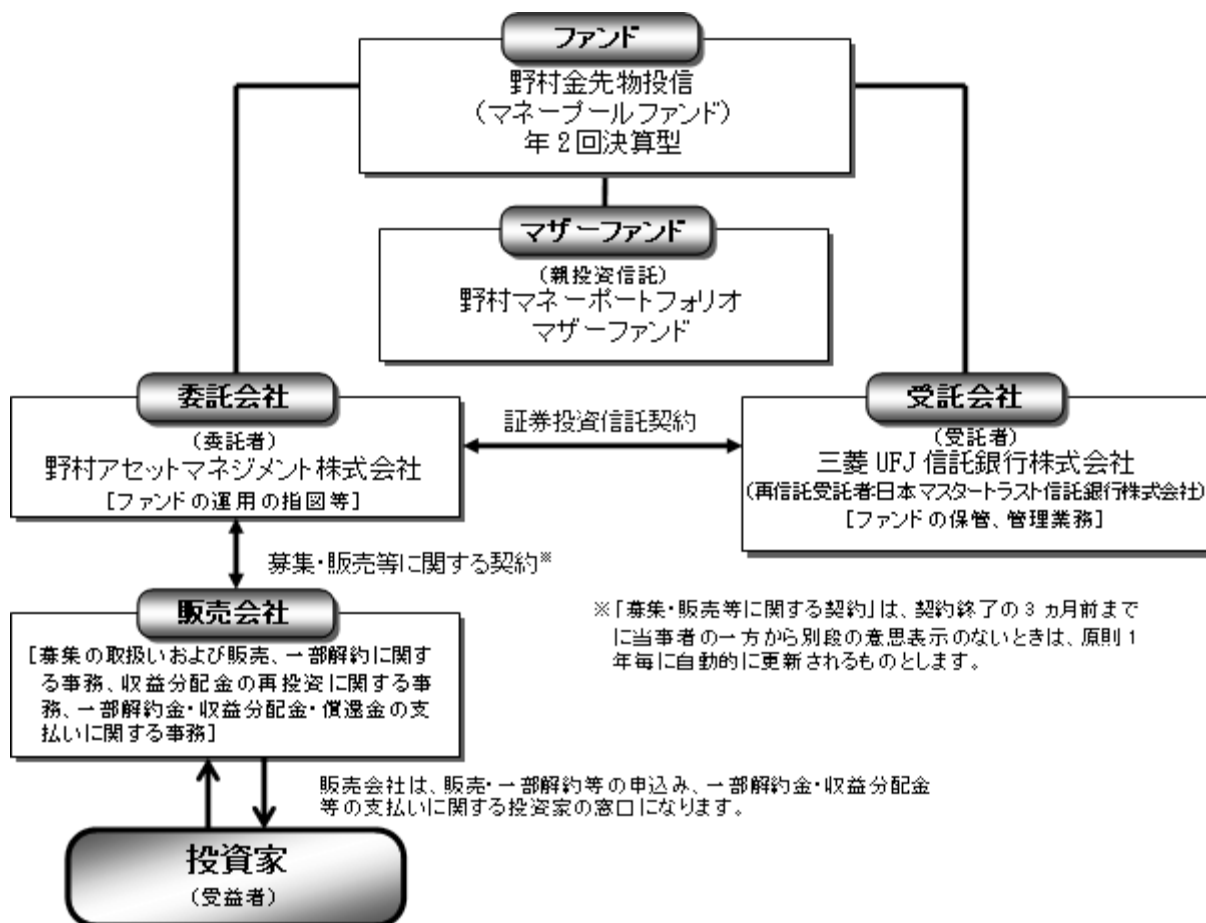 ファンド
野村金先物投信
(マネープールファンド)
年2回決算型
マザーファンド
(親投資信託)
野村マネーポートフォリオ
マザーファンド
委託会社
(委託者)
野村アセットマネジメント株式会社
[ファンドの運用の指図等]
証券投資信託契約
受託会社
(受託者)
三菱UFJ信託銀行株式会社
(再信託受託者:日本マスタートラスト信託銀行株式会社)
[ファンドの保管、管理業務]
募集・販売等に関する契約※
販売会社
[募集の取扱いおよび販売、一部解約に関す
る事務、収益分配金の再投資に関する事
務、一部解約金・収益分配金・償還金の支
払いに関する事務]
※「募集・販売等に関する契約」は、契約終了の3ヵ月前まで
に当事者の一方から別段の意思表示のないときは、原則1
年毎に自動的に更新されるものとします。
販売会社は、販売・一部解約等の申込み、一部解約金・収益分配金
等の支払いに関する投資家の窓口になります。
投資家
(受益者)